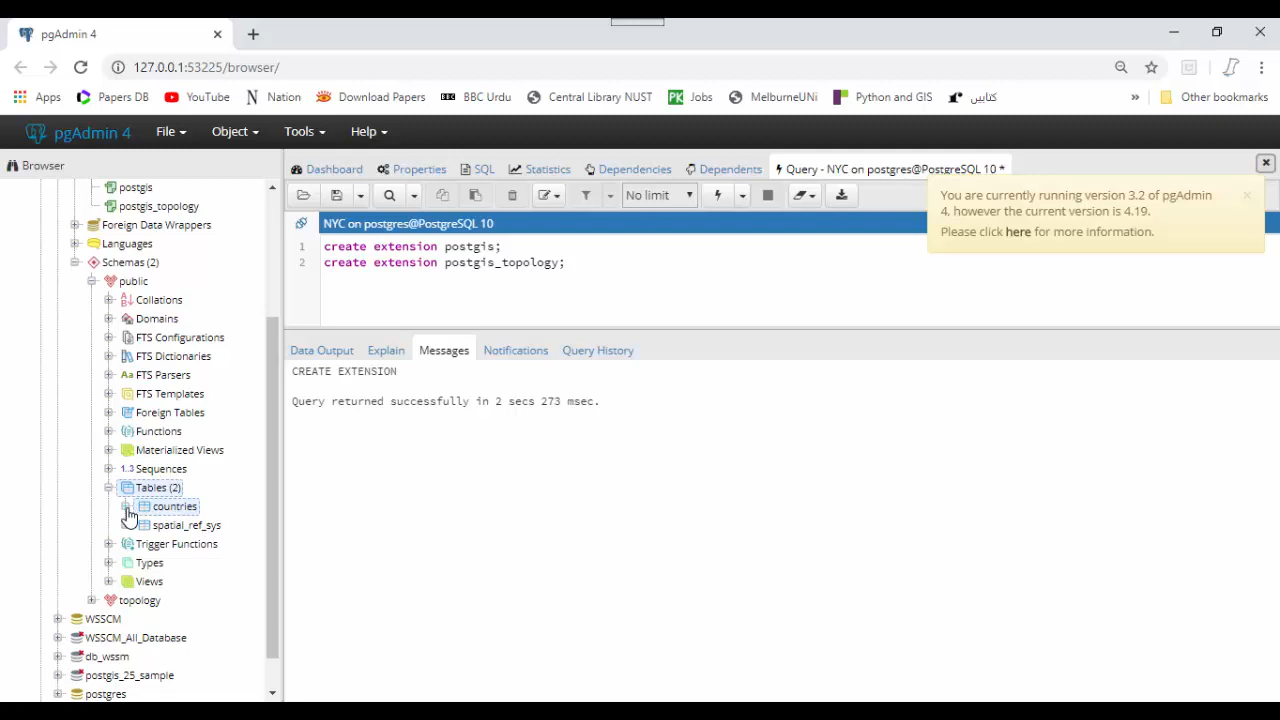 pgAdmin 4
127.0.0.1:53225/browser/
Apps Papers DB YouTube Nation Download Papers BBC Urdu Central Library NUST Jobs MelburneUNi Python and GIS كتابيں » Other bookmarks
pgAdmin 4 File Object Tools Help
Browser
Dashboard Properties SQL Statistics Dependencies Dependents Query - NYC on postgres@PostgreSQL 10 *
No limit
You are currently running version 3.2 of pgAdmin
4, however the current version is 4.19.
Please click here for more information.
NYC on postgres@PostgreSQL 10
1 create extension postgis;
2 create extension postgis_topology;
Data Output Explain Messages Notifications Query History
CREATE EXTENSION
Query returned successfully in 2 secs 273 msec.
postgis
postgis_topology
Foreign Data Wrappers
Languages
Schemas (2)
public
Collations
Domains
FTS Configurations
FTS Dictionaries
Aa FTS Parsers
FTS Templates
Foreign Tables
Functions
Materialized Views
1..3 Sequences
Tables (2)
countries
spatial_ref_sys
Trigger Functions
Types
Views
topology
WSSCM
WSSCM_All_Database
db_wssm
postgis_25_sample
postgres